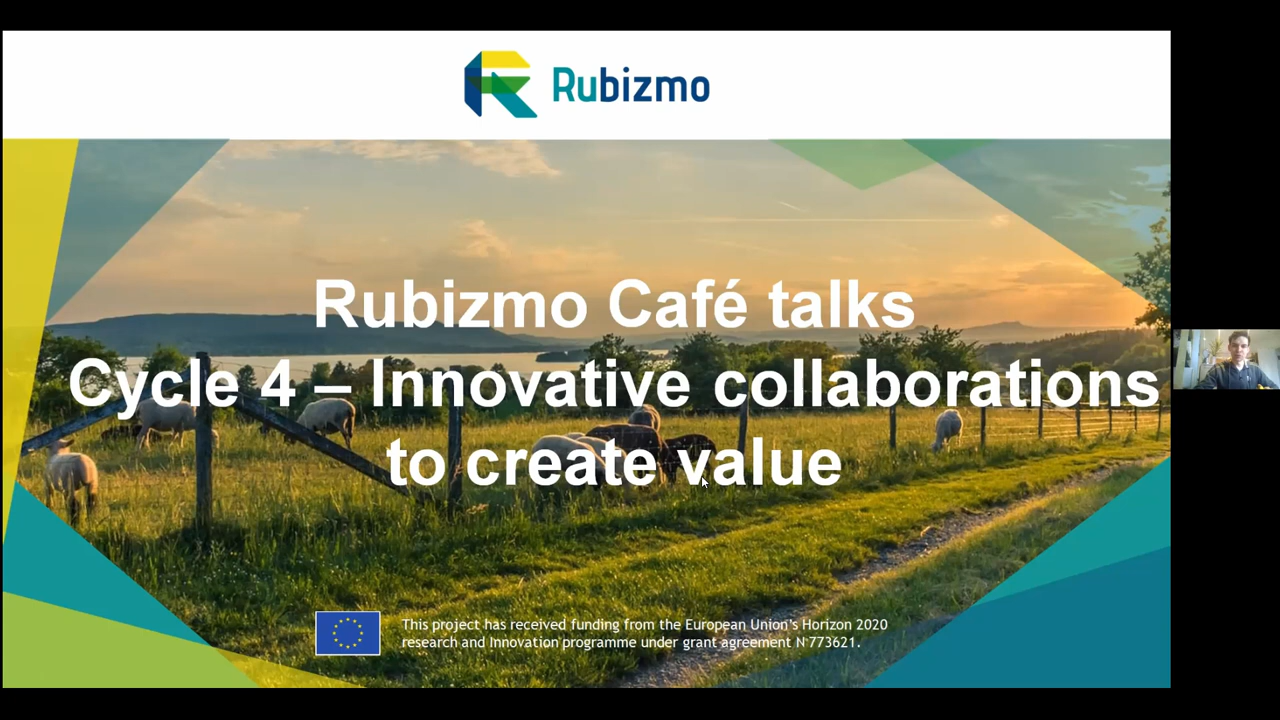 Rubizmo
Rubizmo Café talks
Cycle 4 – Innovative collaborations
to create value
This project has received funding from the European Union's Horizon 2020
research and Innovation programme under grant agreement N°773621.